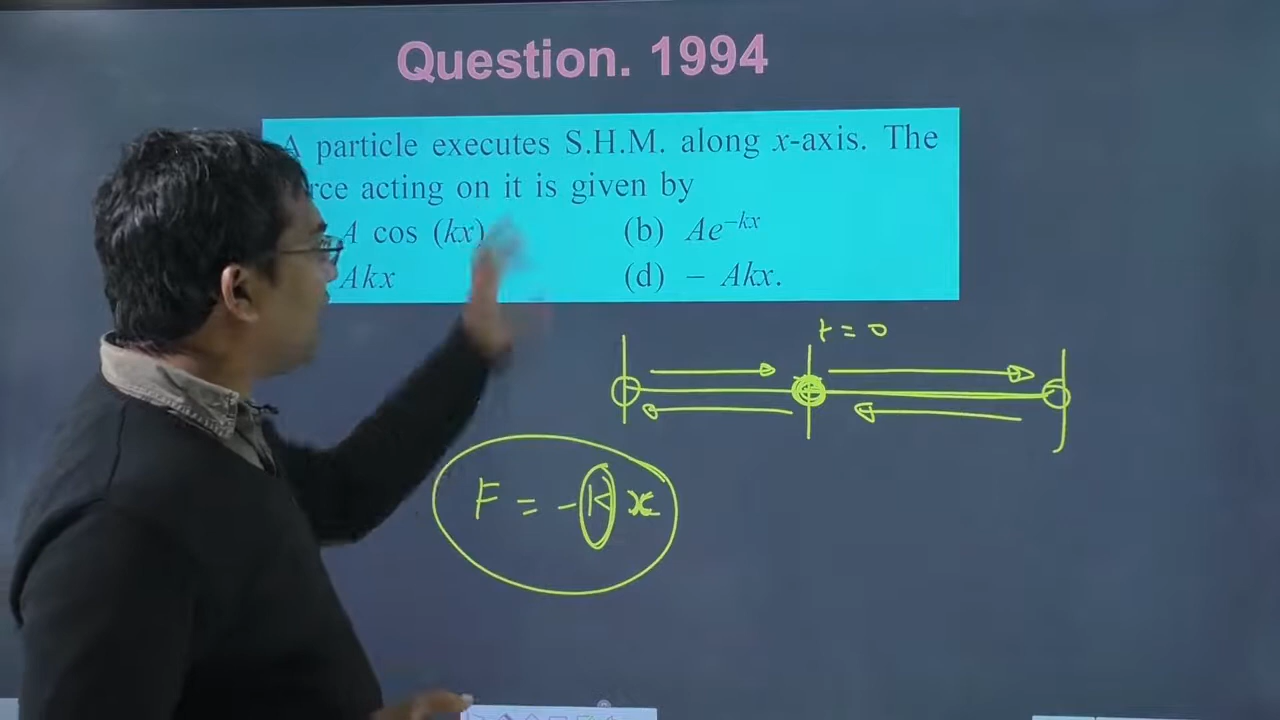 Question. 1994
A particle executes S.H.M. along x-axis. The
rce acting on it is given by
A cos (kx) (b) Ae^{-kx}
Akx (d) − Akx.
t = 0
F = -Kx